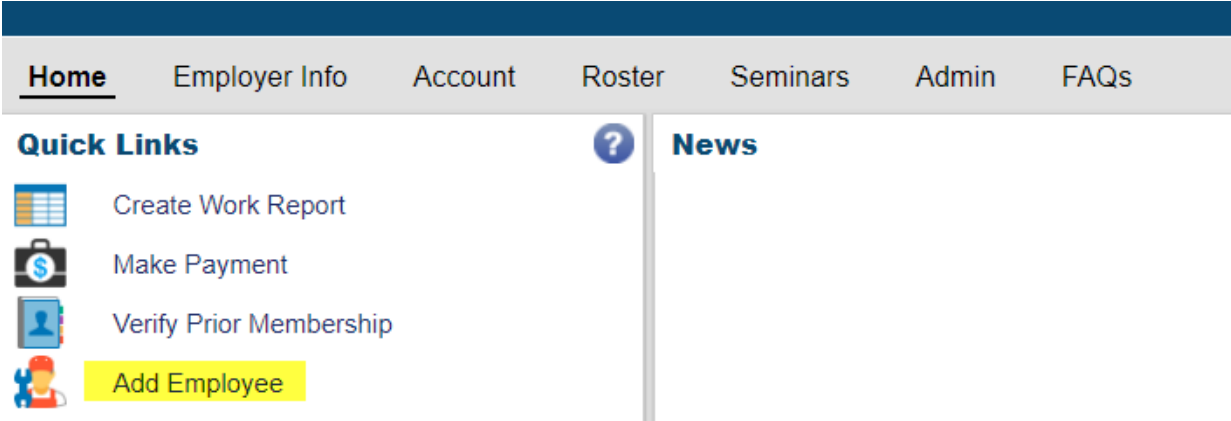 Home Employer Info Account Roster Seminars Admin FAQs
Quick Links ?
Create Work Report
$ Make Payment
Verify Prior Membership
Add Employee
News